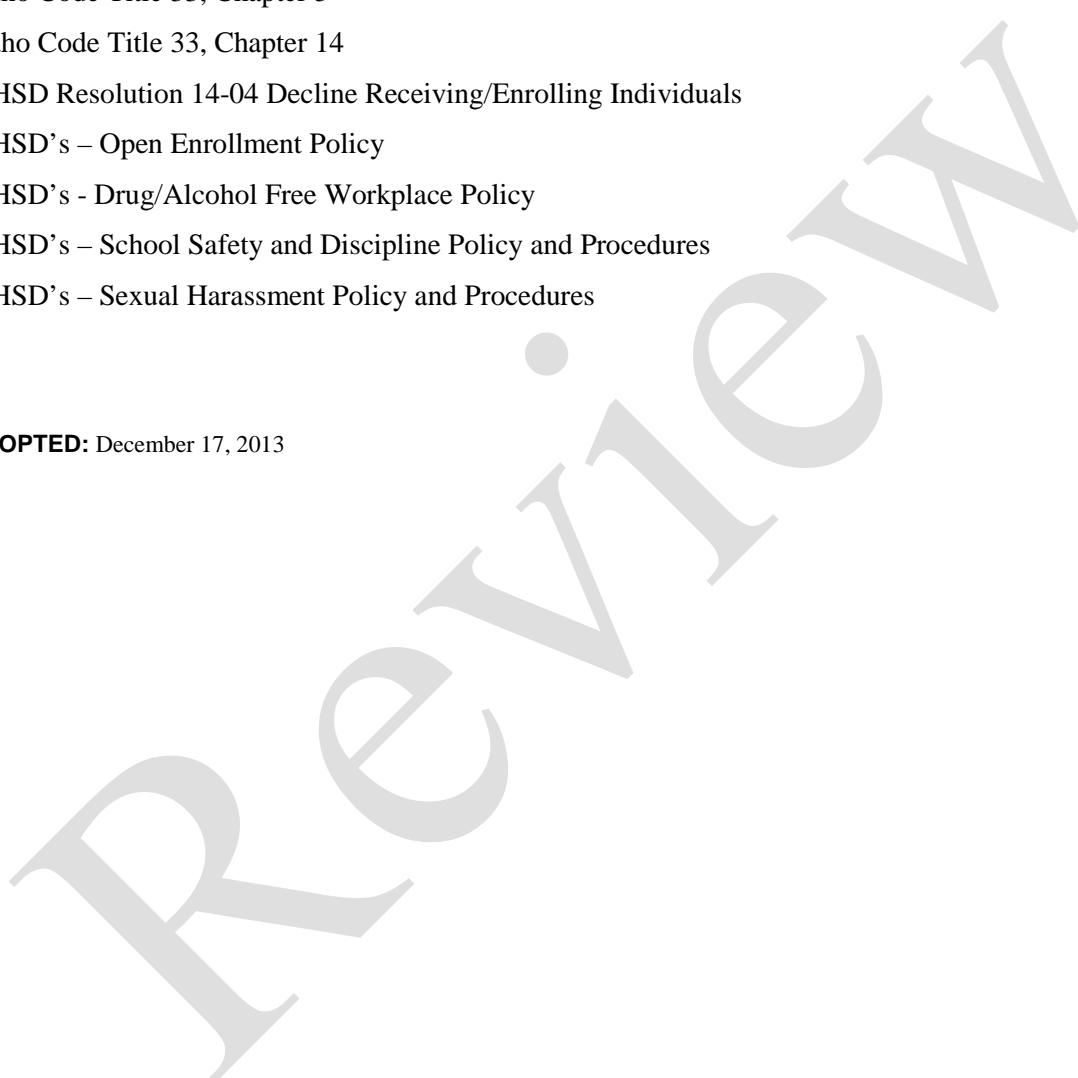 ho Code Title 33, Chapter 14
HSD Resolution 14-04 Decline Receiving/Enrolling Individuals
HSD's – Open Enrollment Policy
HSD's - Drug/Alcohol Free Workplace Policy
HSD's – School Safety and Discipline Policy and Procedures
HSD's – Sexual Harassment Policy and Procedures
OPTED: December 17, 2013
Review